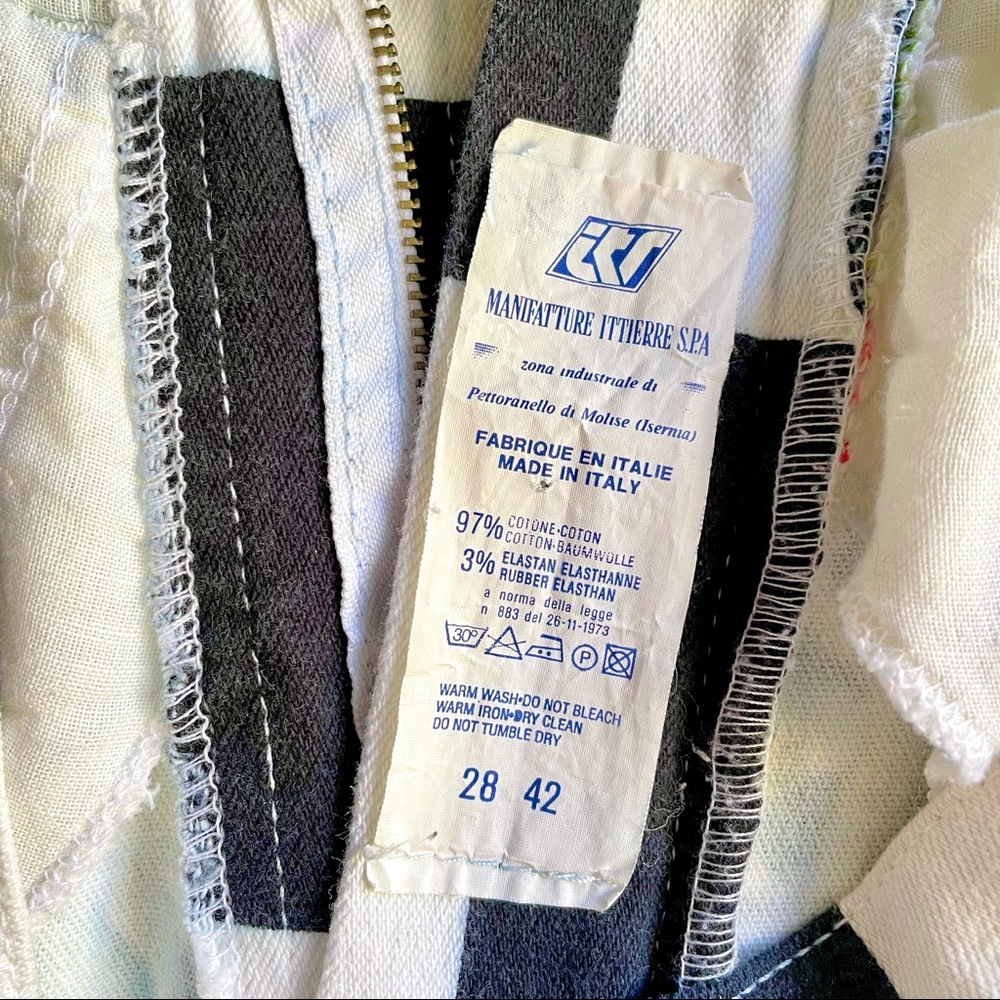 ITTI
MANIFATTURE ITTIERRE S.P.A
zona industriale di
Pettoranello di Molise (Isernia)
FABRIQUE EN ITALIE
MADE IN ITALY
97% COTONE·COTON
COTTON·BAUMWOLLE
3% ELASTAN ELASTHANNE
RUBBER ELASTHAN
a norma della legge
n 883 del 26-11-1973
30° P
WARM WASH·DO NOT BLEACH
WARM IRON·DRY CLEAN
DO NOT TUMBLE DRY
28 42